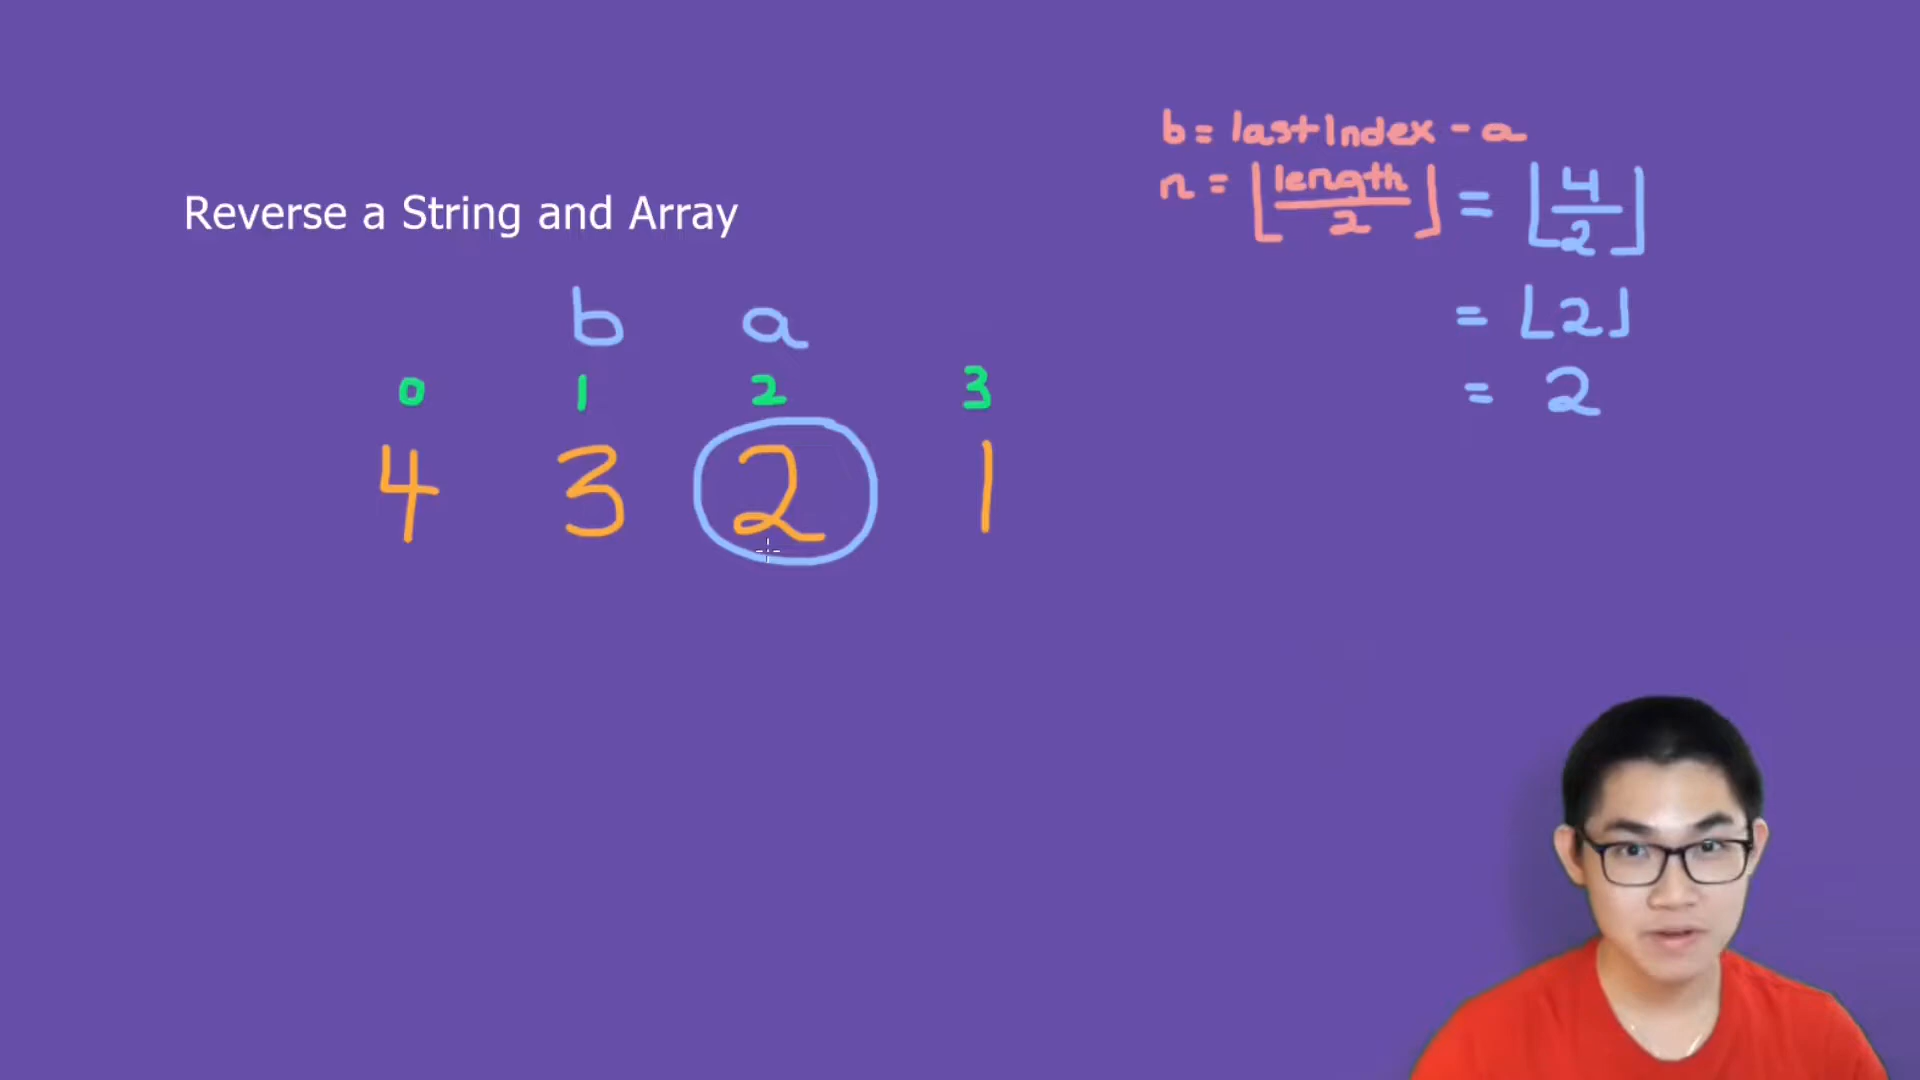 Reverse a String and Array
b = lastIndex - a
n = ⌊length/2⌋ = ⌊4/2⌋
= ⌊2⌋
= 2
b a
0 1 2 3
4 3 2 1